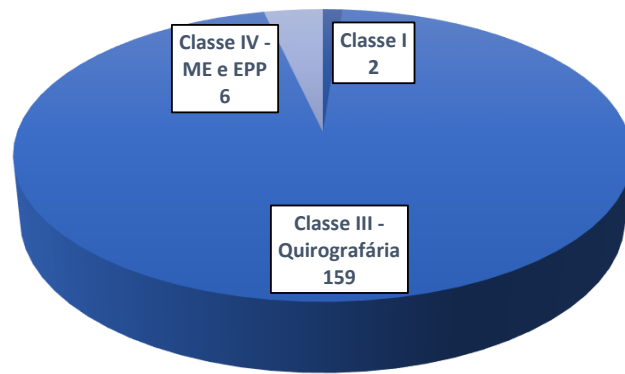 Classe IV -
ME e EPP
6
Classe I
2
Classe III -
Quirografária
159